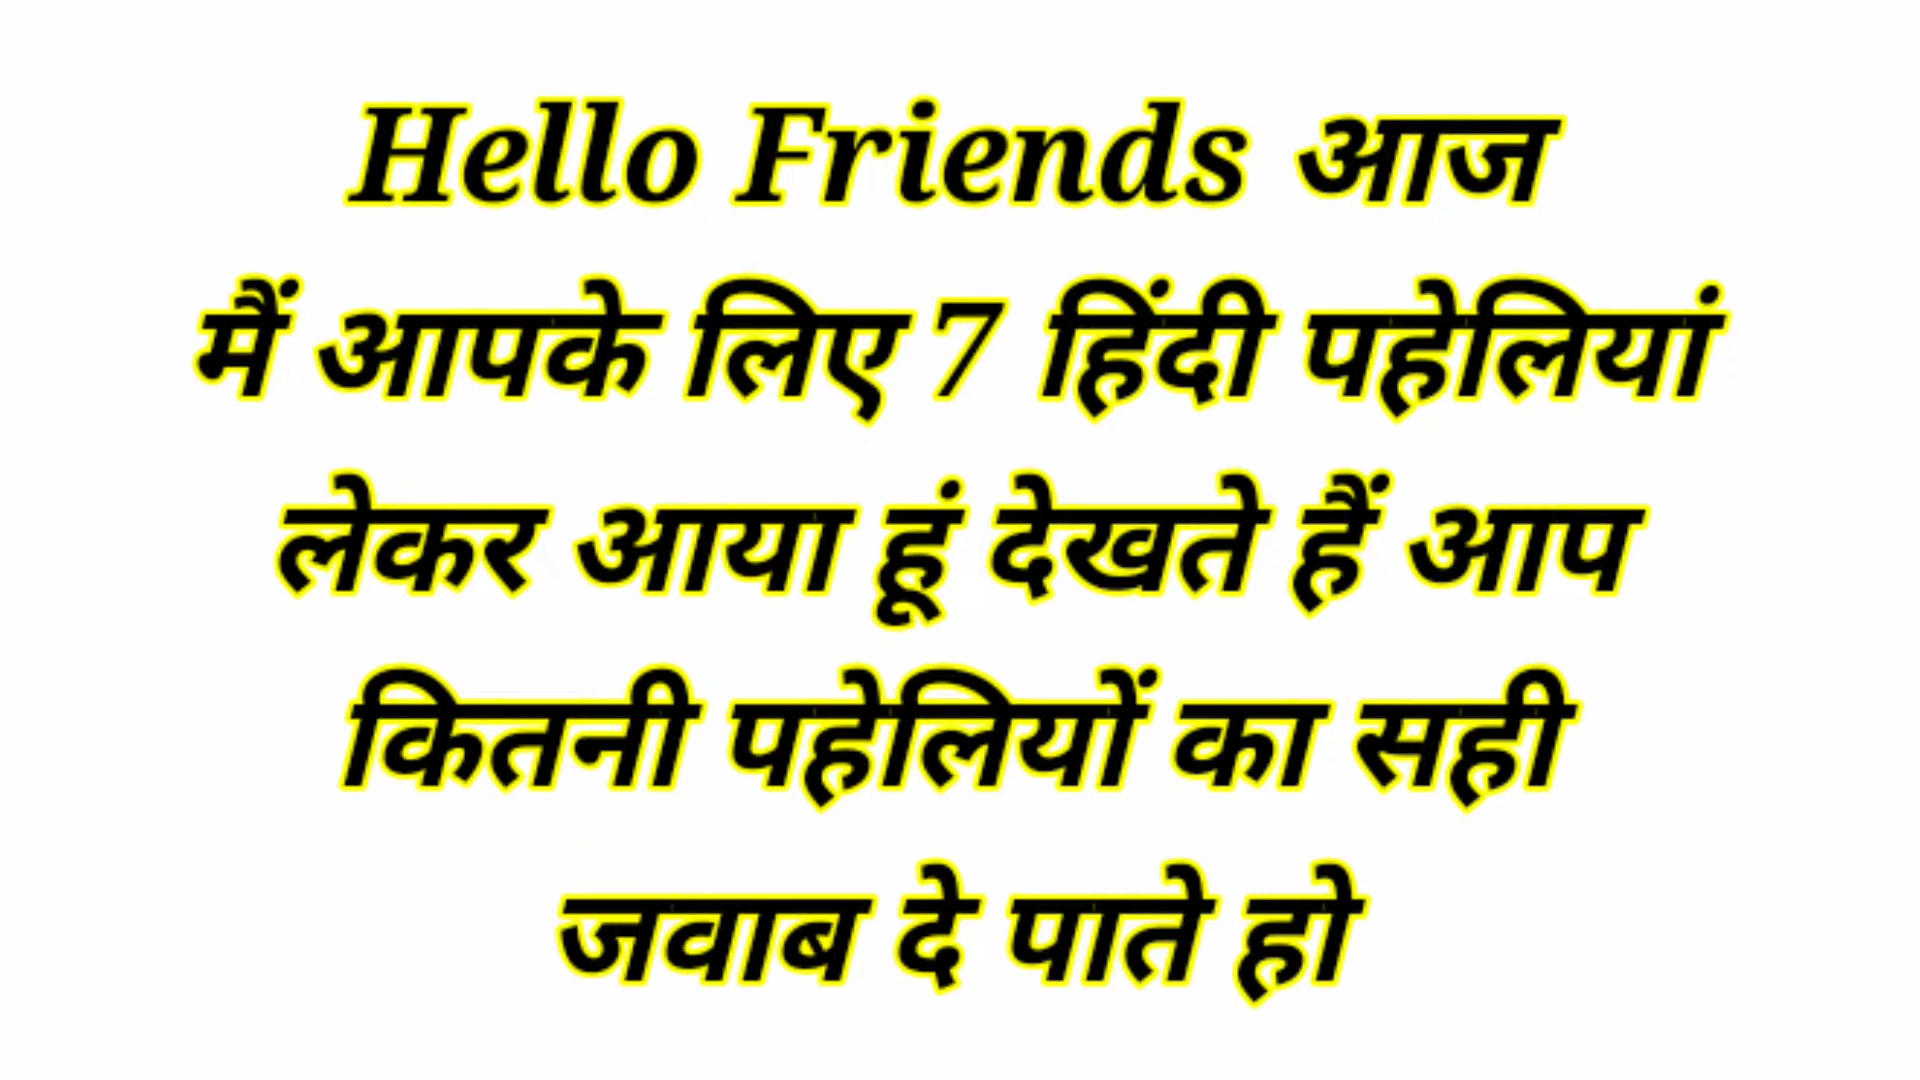 Hello Friends आज
मैं आपके लिए 7 हिंदी पहेलियां
लेकर आया हूं देखते हैं आप
कितनी पहेलियों का सही
जवाब दे पाते हो